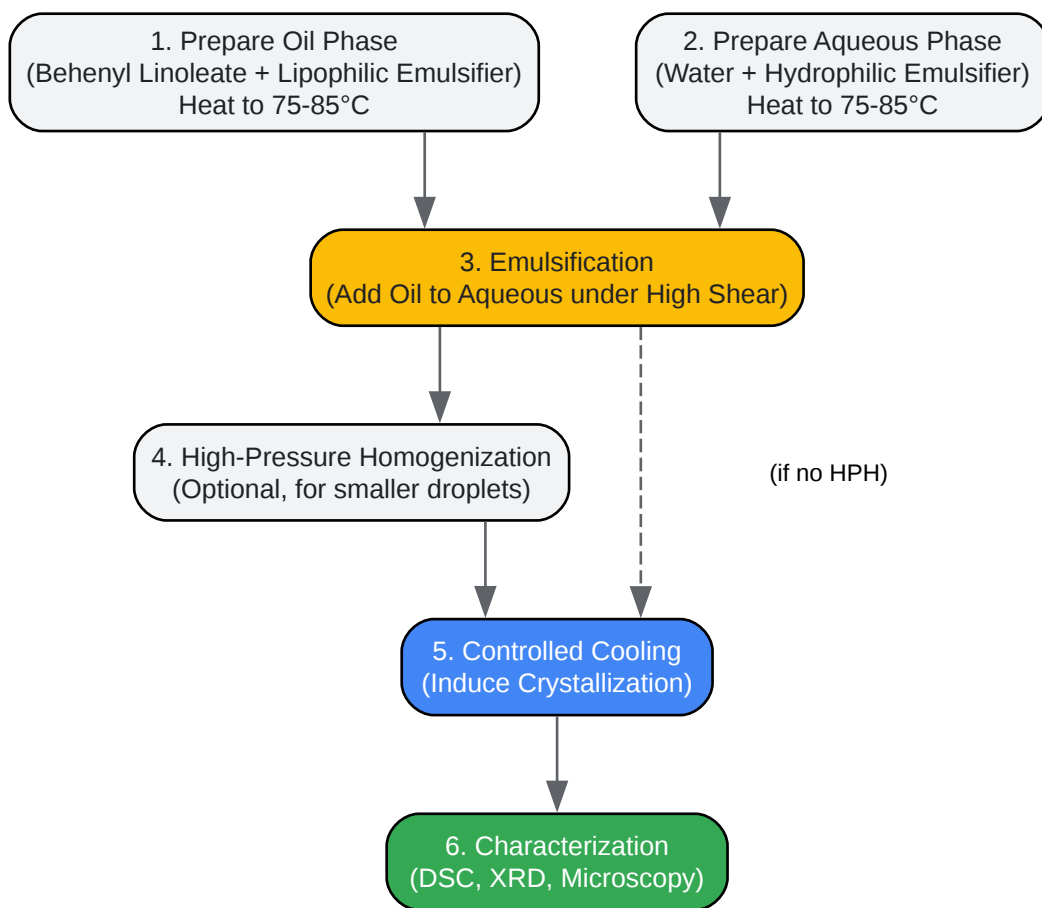 1. Prepare Oil Phase
(Behenyl Linoleate + Lipophilic Emulsifier)
Heat to 75-85°C
2. Prepare Aqueous Phase
(Water + Hydrophilic Emulsifier)
Heat to 75-85°C
3. Emulsification
(Add Oil to Aqueous under High Shear)
4. High-Pressure Homogenization
(Optional, for smaller droplets)
(if no HPH)
5. Controlled Cooling
(Induce Crystallization)
6. Characterization
(DSC, XRD, Microscopy)